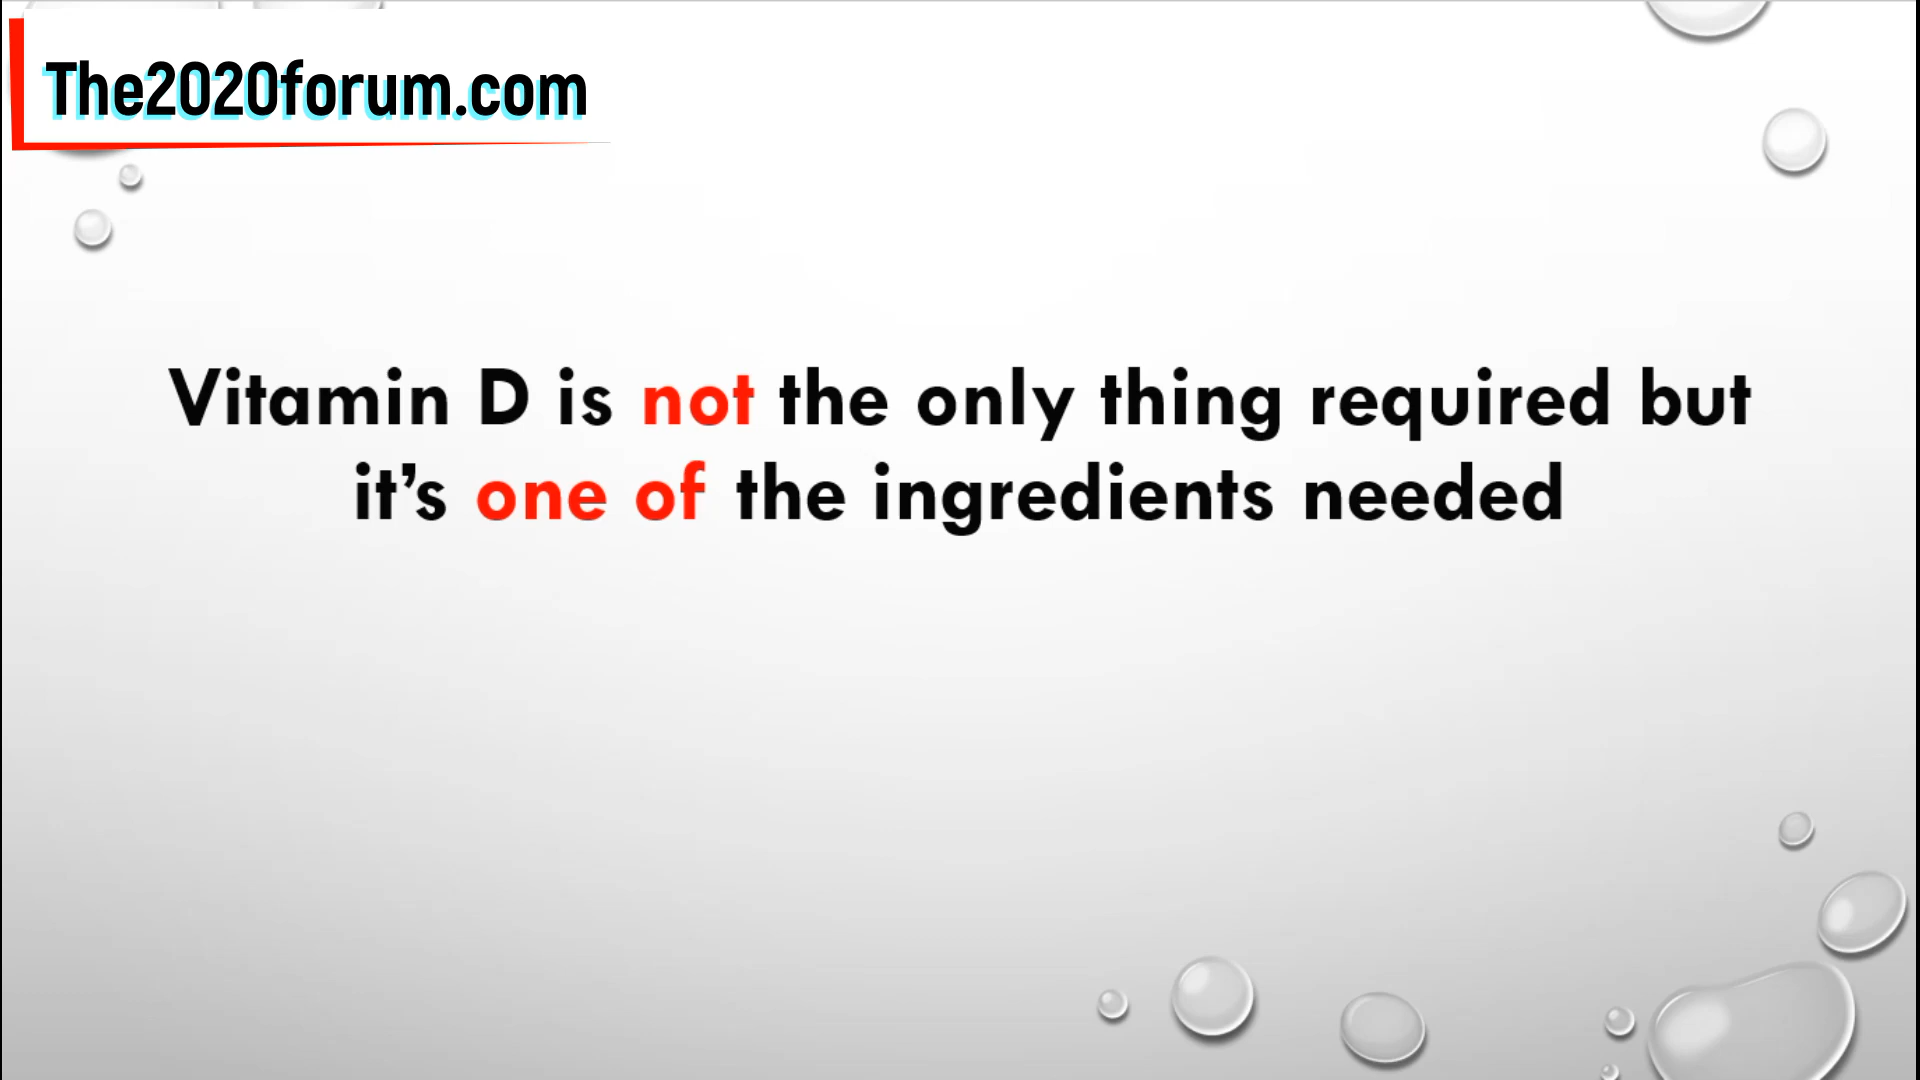 The2020forum.com
Vitamin D is not the only thing required but
it’s one of the ingredients needed